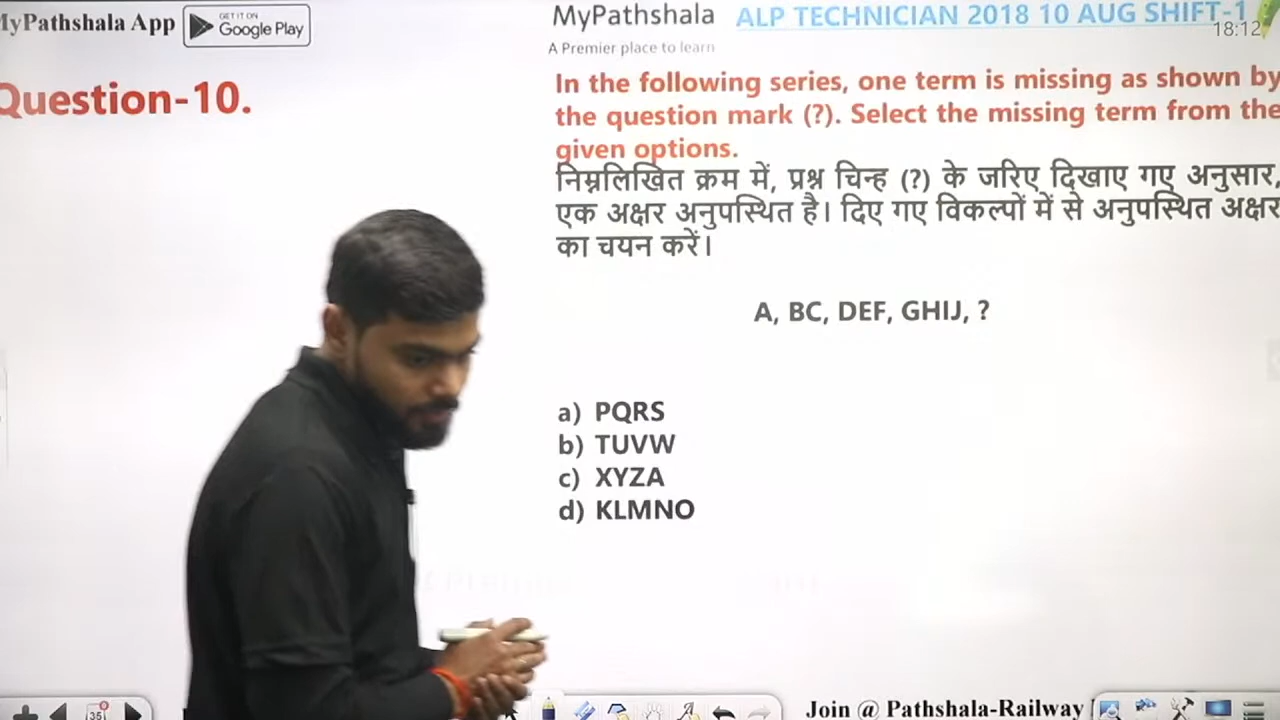 MyPathshala App
GET IT ON
Google Play
MyPathshala
A Premier place to learn
ALP TECHNICIAN 2018 10 AUG SHIFT-1
18:12
Question-10.
In the following series, one term is missing as shown by
the question mark (?). Select the missing term from the
given options.
निम्नलिखित क्रम में, प्रश्न चिन्ह (?) के जरिए दिखाए गए अनुसार,
एक अक्षर अनुपस्थित है। दिए गए विकल्पों में से अनुपस्थित अक्षर
का चयन करें।
A, BC, DEF, GHIJ, ?
a) PQRS
b) TUVW
c) XYZA
d) KLMNO
35
Join @ Pathshala-Railway